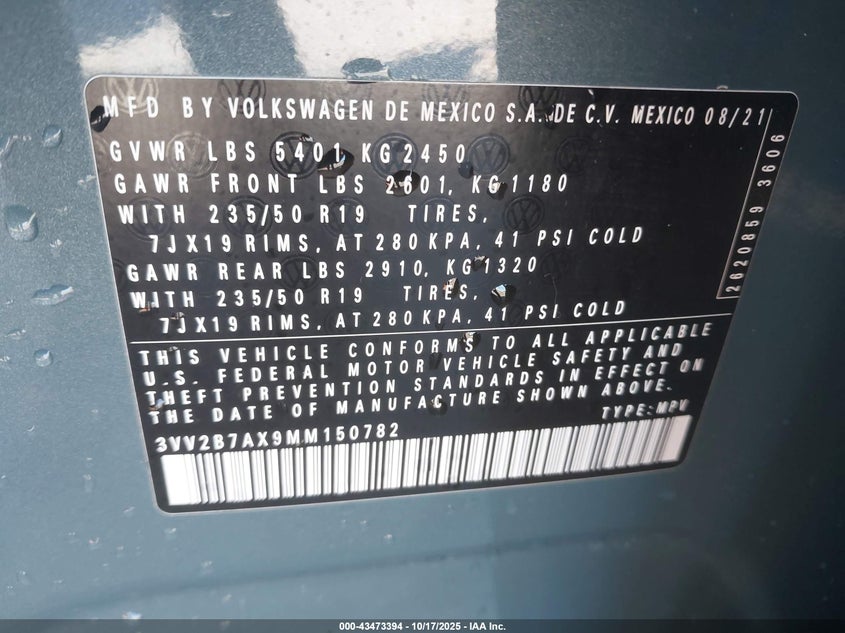 MFD BY VOLKSWAGEN DE MEXICO S.A. DE C.V. MEXICO 08/21
GVWR LBS 5401 KG 2450
GAWR FRONT LBS 2601, KG 1180
WITH 235/50 R19 TIRES,
7JX19 RIMS, AT 280 KPA, 41 PSI COLD
GAWR REAR LBS 2910, KG 1320
WITH 235/50 R19 TIRES,
7JX19 RIMS, AT 280 KPA, 41 PSI COLD
2620859 3606
THIS VEHICLE CONFORMS TO ALL APPLICABLE
U.S. FEDERAL MOTOR VEHICLE SAFETY AND
THEFT PREVENTION STANDARDS IN EFFECT ON
THE DATE OF MANUFACTURE SHOWN ABOVE.
3VV2B7AX9MM150782 TYPE:MPV
000-43473394 - 10/17/2025 - IAA Inc.